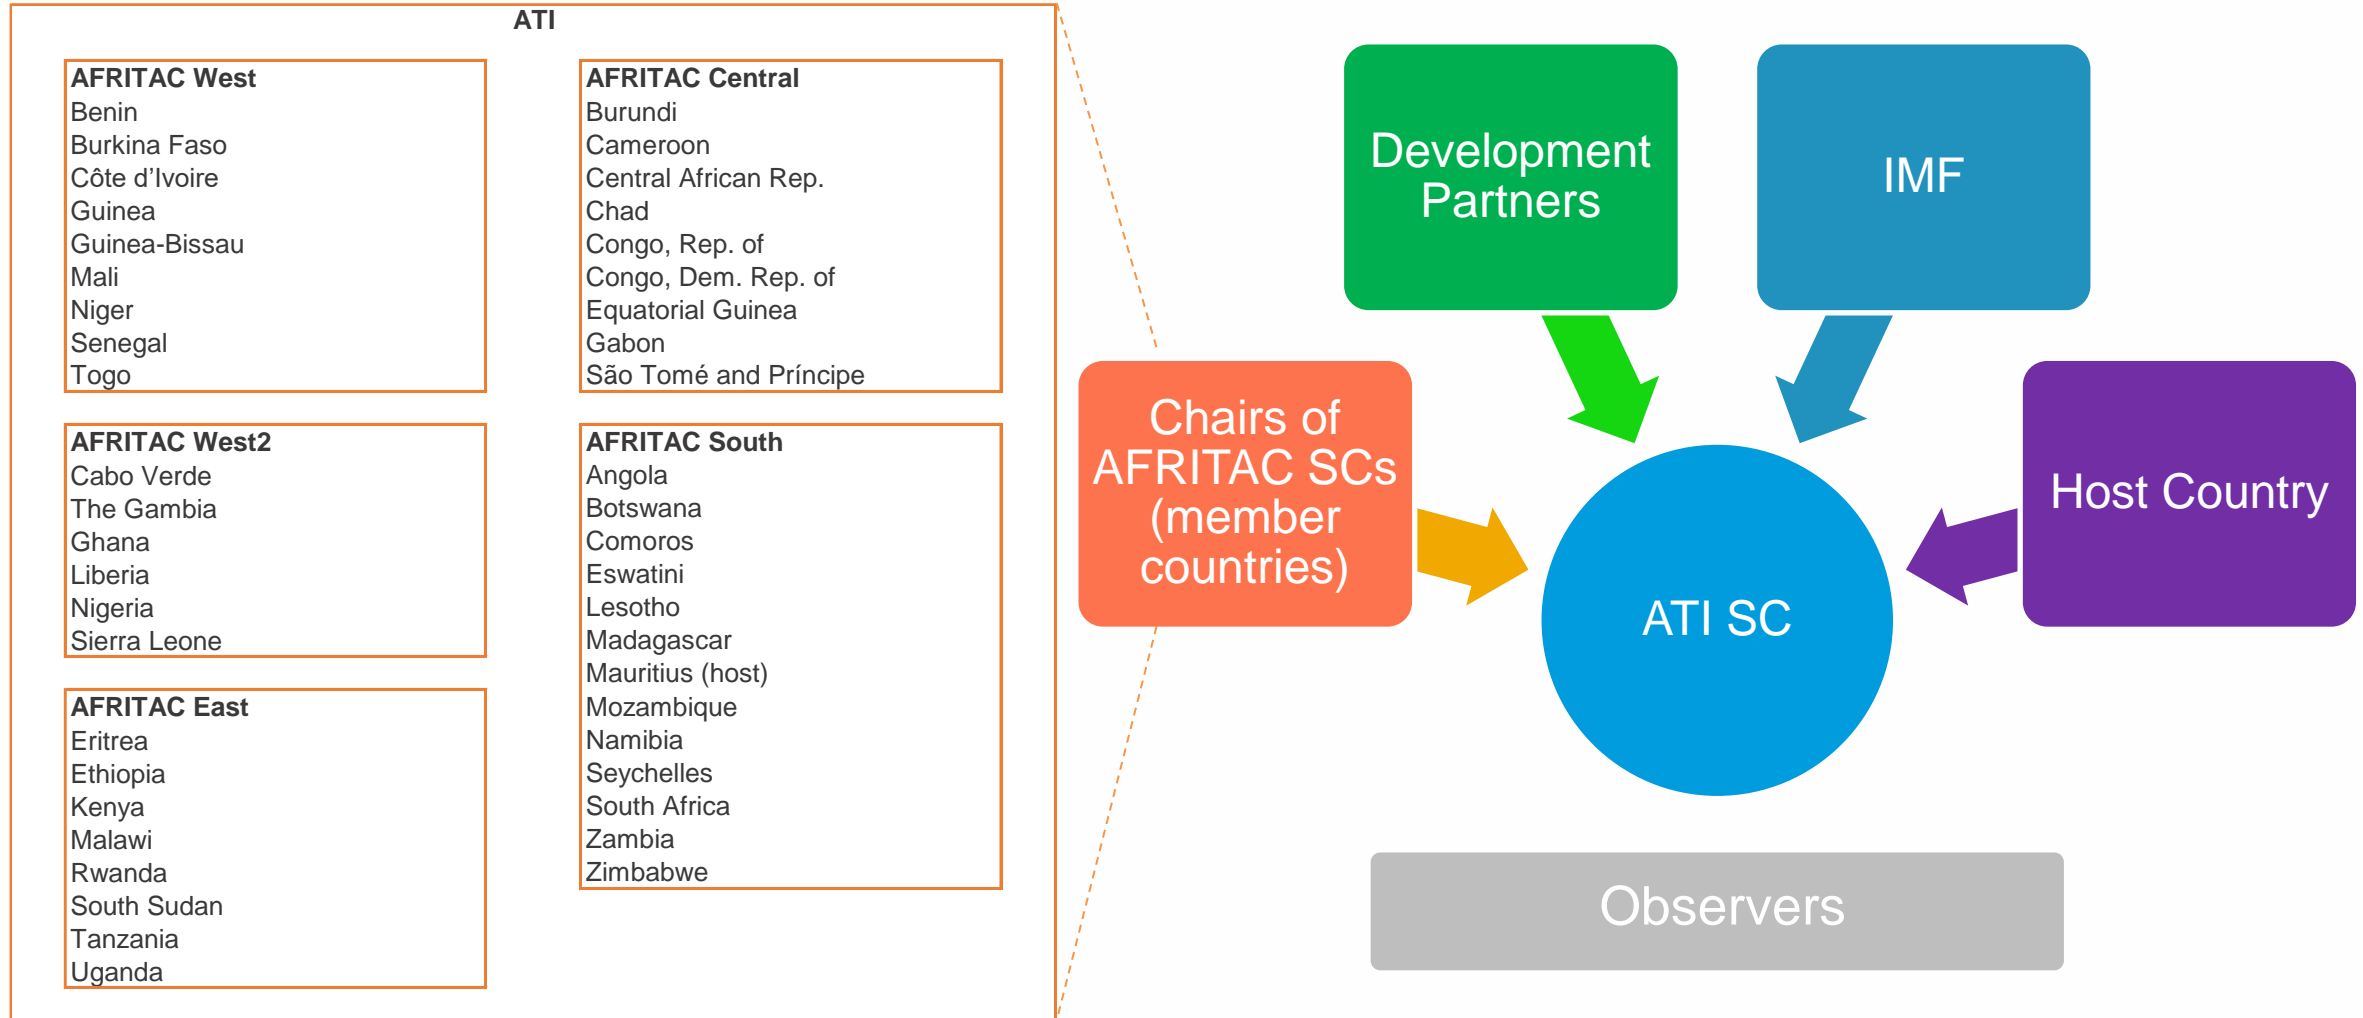 ATI
AFRITAC West
Benin
Burkina Faso
Côte d’Ivoire
Guinea
Guinea-Bissau
Mali
Niger
Senegal
Togo
AFRITAC West2
Cabo Verde
The Gambia
Ghana
Liberia
Nigeria
Sierra Leone
AFRITAC East
Eritrea
Ethiopia
Kenya
Malawi
Rwanda
South Sudan
Tanzania
Uganda
AFRITAC Central
Burundi
Cameroon
Central African Rep.
Chad
Congo, Rep. of
Congo, Dem. Rep. of
Equatorial Guinea
Gabon
São Tomé and Príncipe
AFRITAC South
Angola
Botswana
Comoros
Eswatini
Lesotho
Madagascar
Mauritius (host)
Mozambique
Namibia
Seychelles
South Africa
Zambia
Zimbabwe
Chairs of
AFRITAC SCs
(member
countries)
Development
Partners
IMF
Host Country
ATI SC
Observers